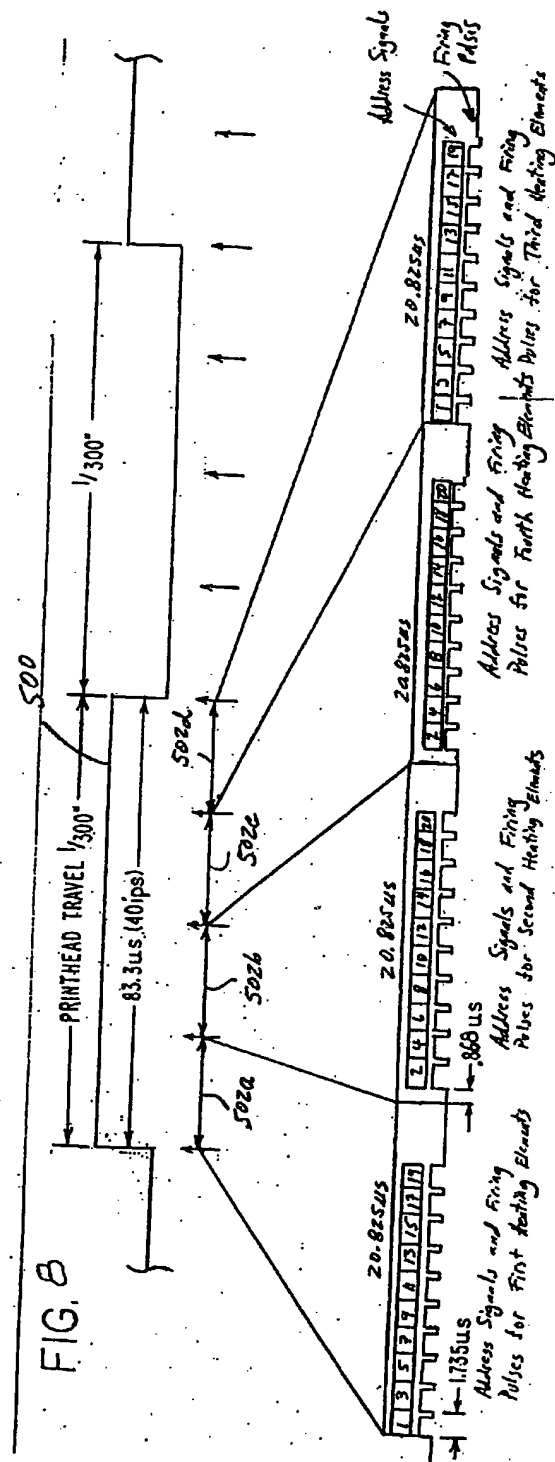 FIG. 8
500
PRINTHEAD TRAVEL 1/300"
1/300"
83.3us (40ips)
502a
502b
502c
502d
20.825us
20.825us
20.825us
20.825us
1 3 5 7 9 11 13 15 17 19
2 4 6 8 10 12 14 16 18 20
2 4 6 8 10 12 14 16 18 20
1 3 5 7 9 11 13 15 17 19
Address Signals
Firing
1.735us
.868us
Address Signals and Firing
Pulses for First Heating Elements
Address Signals and Firing
Pulses for Second Heating Elements
Address Signals and Firing
Pulses for Fourth Heating Elements
Address Signals and Firing
Pulses for Third Heating Elements